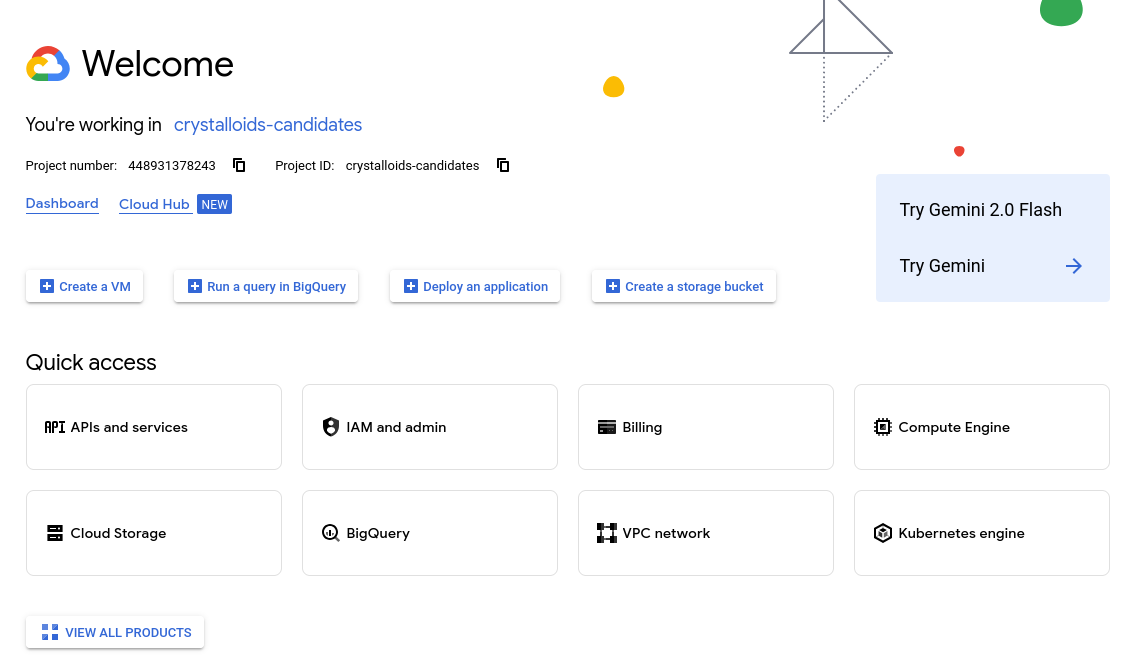 Welcome
You're working in crystalloids-candidates
Project number: 448931378243 Project ID: crystalloids-candidates
Dashboard Cloud Hub NEW
Try Gemini 2.0 Flash
Try Gemini
Create a VM Run a query in BigQuery Deploy an application Create a storage bucket
Quick access
API APIs and services IAM and admin Billing Compute Engine
Cloud Storage BigQuery VPC network Kubernetes engine
VIEW ALL PRODUCTS